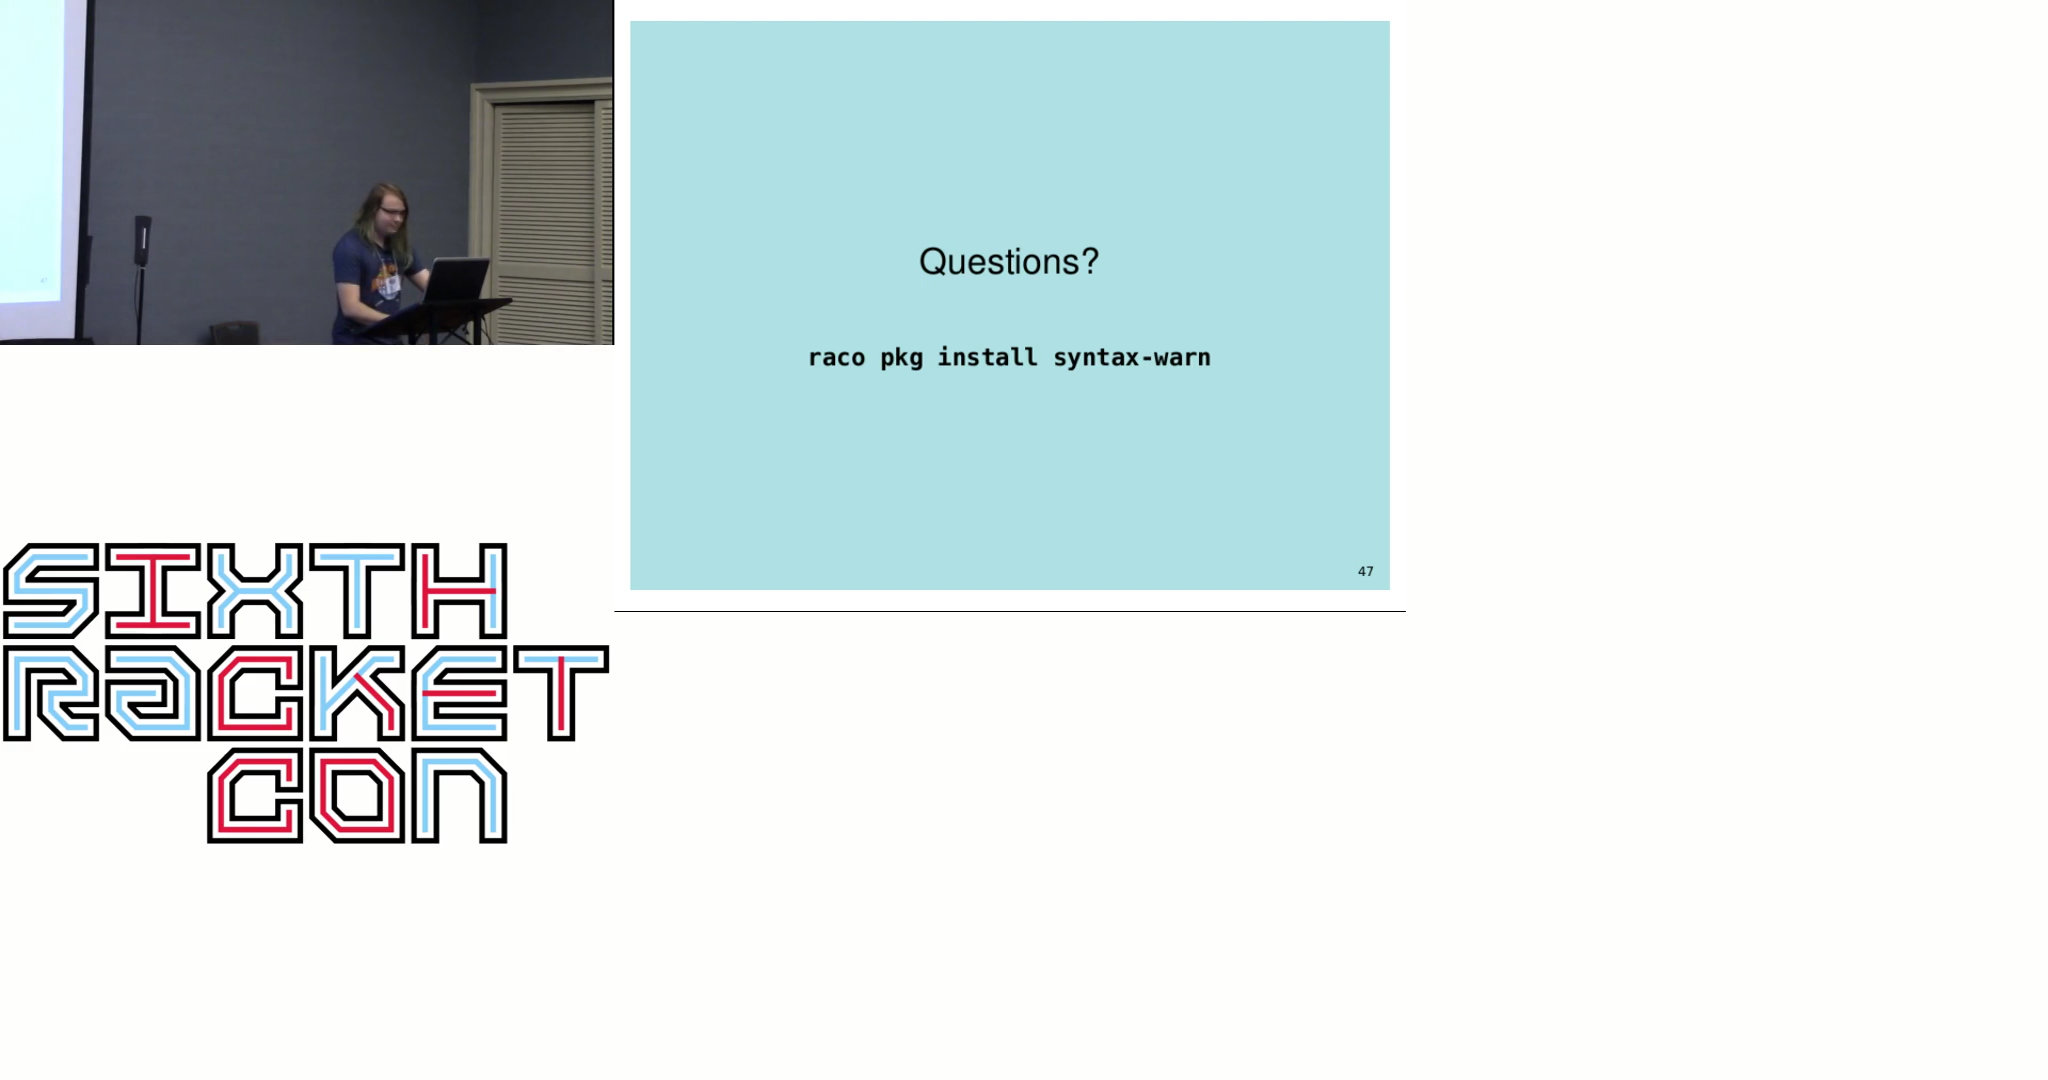 Questions?
raco pkg install syntax-warn
47
SIXTH
RACKET
CON